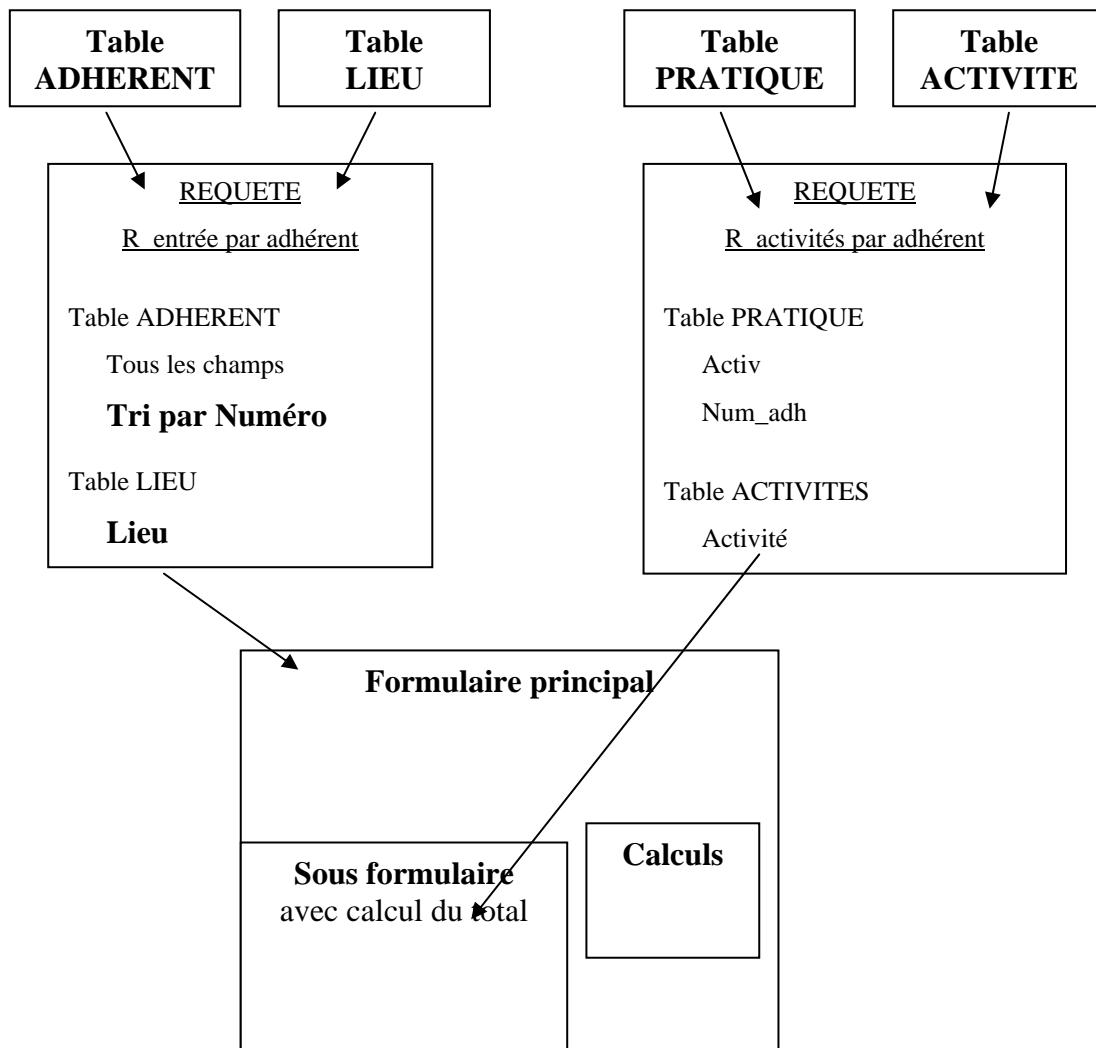 Table
ADHERENT
Table
LIEU
Table
PRATIQUE
Table
ACTIVITE
REQUETE
R_entrée par adhérent
Table ADHERENT
Tous les champs
Tri par Numéro
Table LIEU
Lieu
REQUETE
R_activités par adhérent
Table PRATIQUE
Activ
Num_adh
Table ACTIVITES
Activité
Formulaire principal
Sous formulaire
avec calcul du total
Calculs